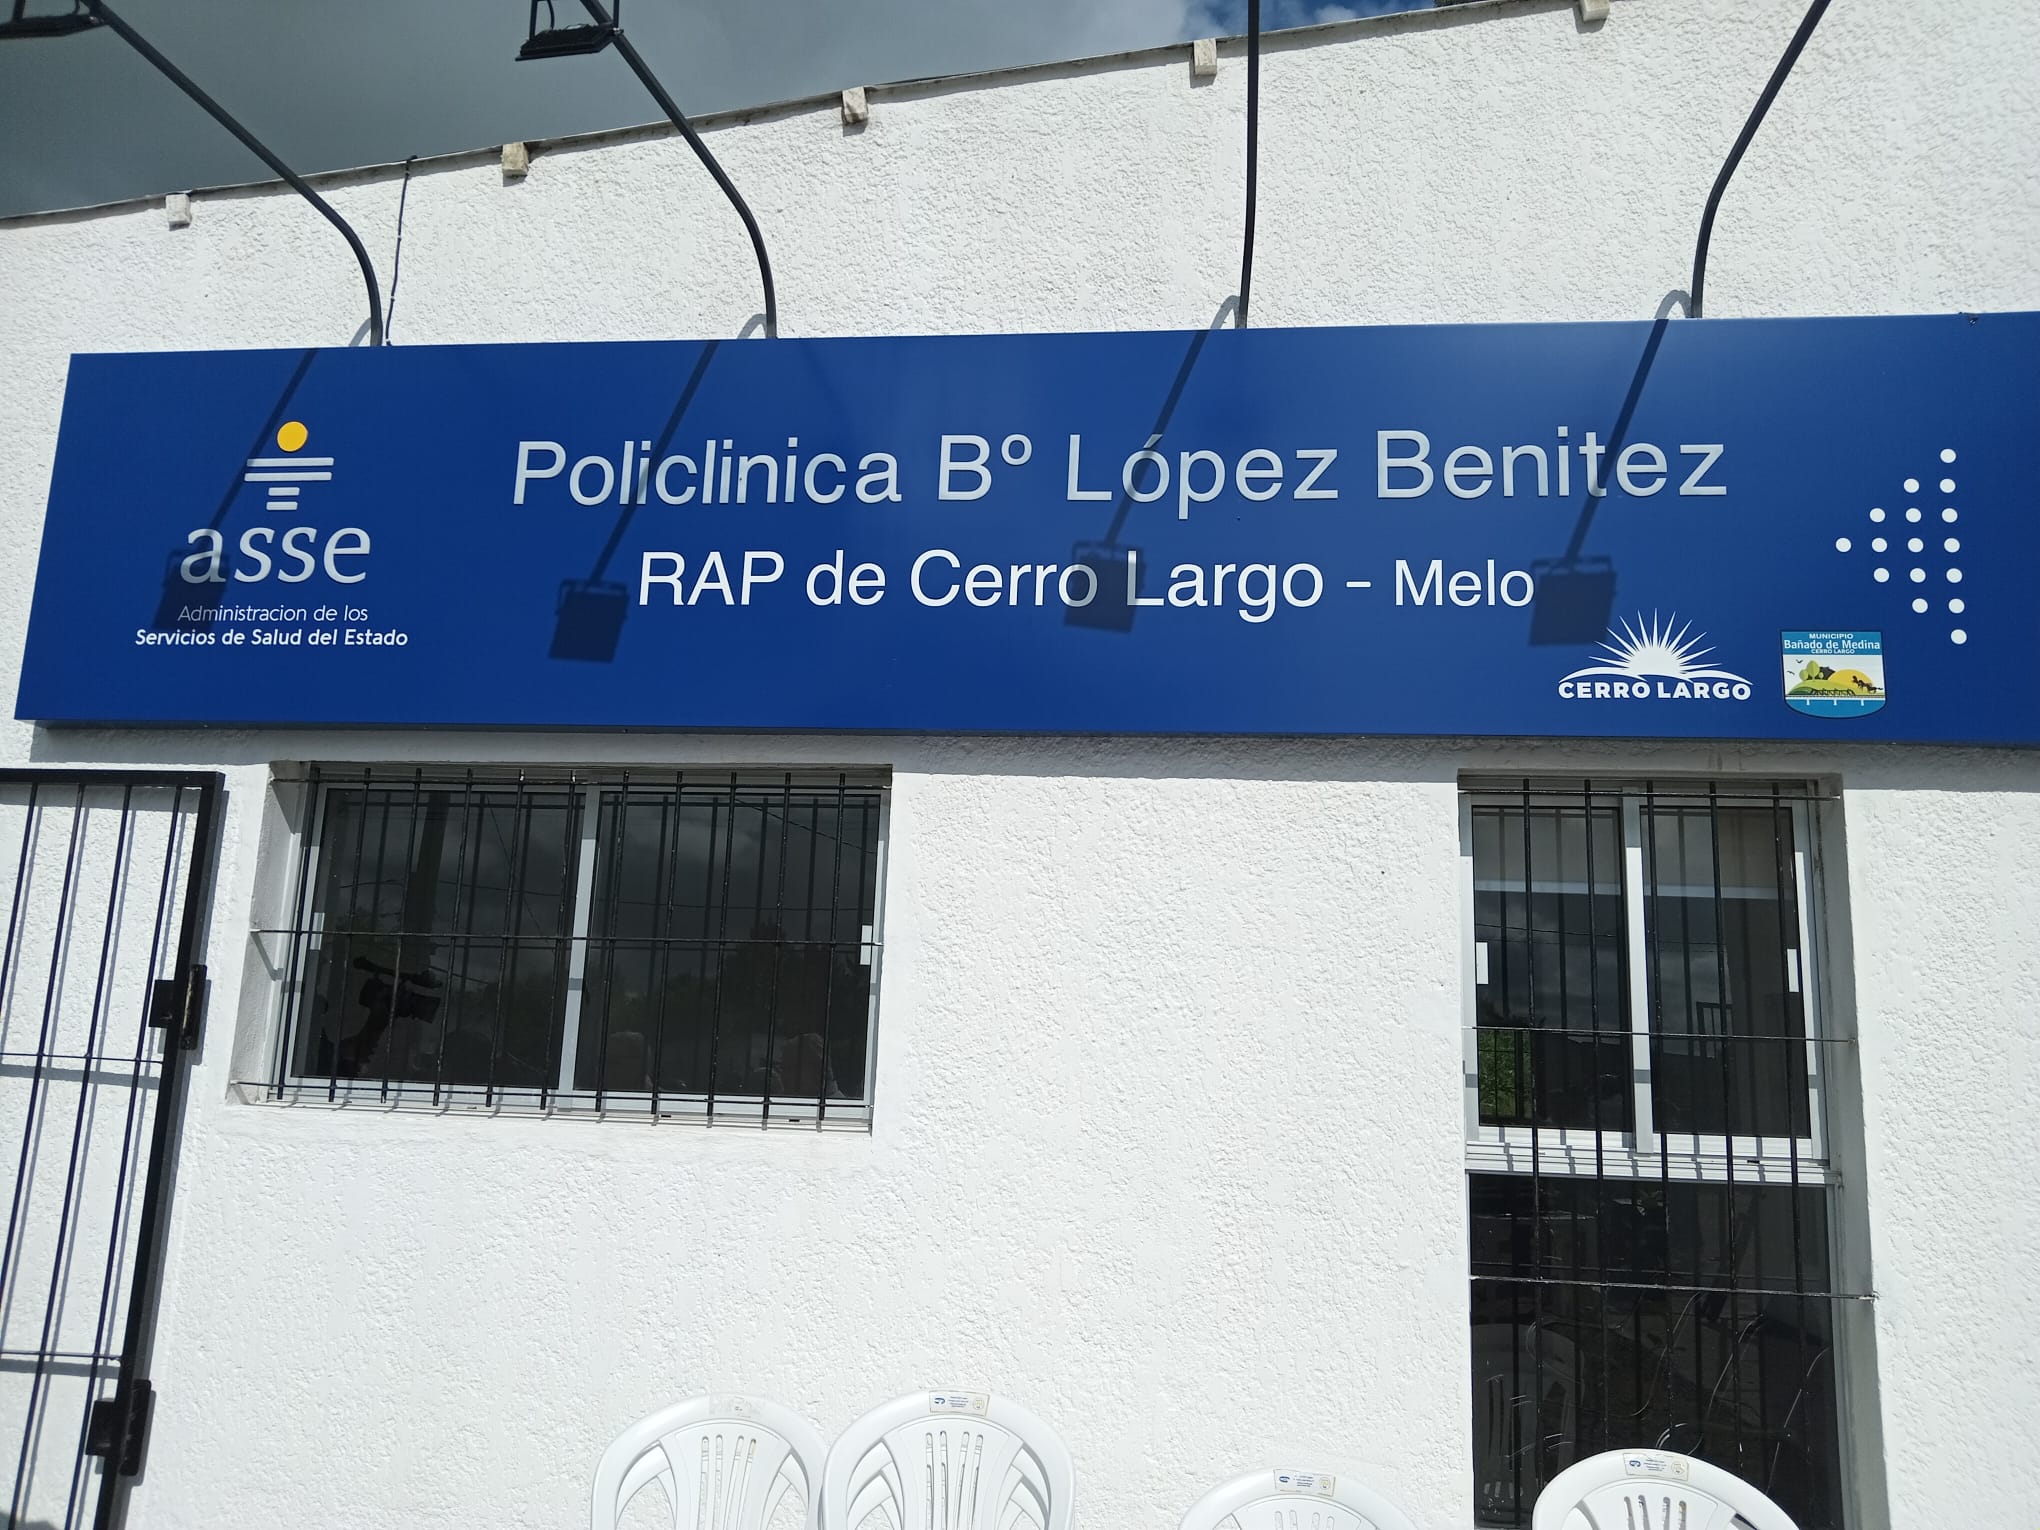 asse
Administracion de los
Servicios de Salud del Estado
Policlinica Bº López Benitez
RAP de Cerro Largo - Melo
CERRO LARGO
MUNICIPIO
Bañado de Medina
CERRO LARGO